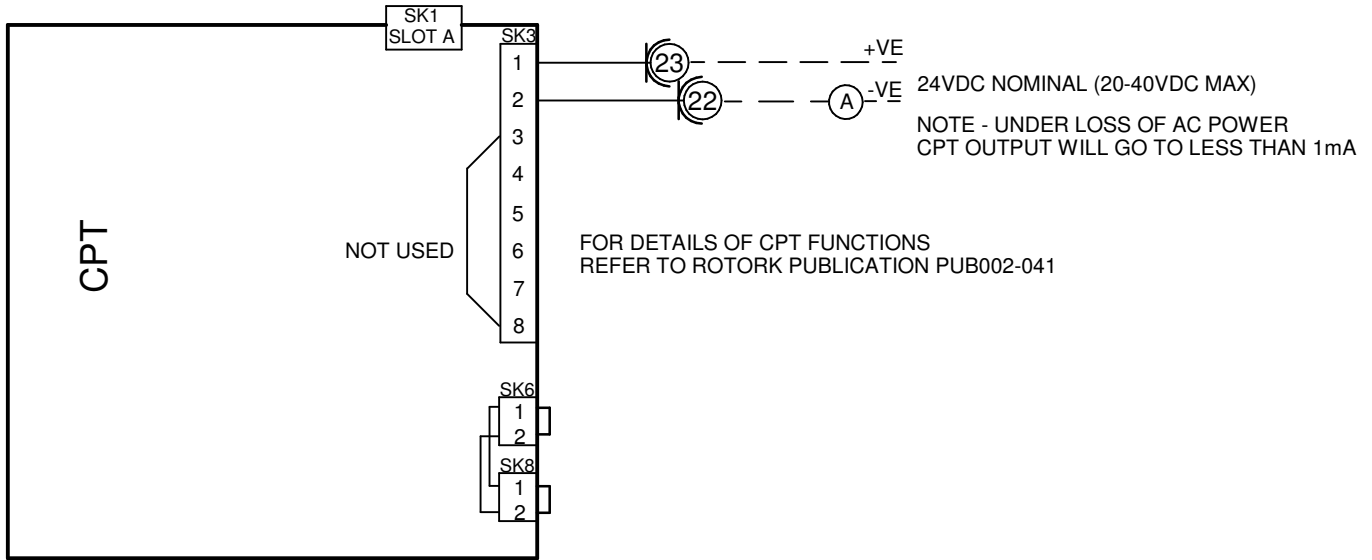 SK1
SLOT A
SK3
1
23
+VE
2
22
A
-VE
24VDC NOMINAL (20-40VDC MAX)
NOTE - UNDER LOSS OF AC POWER
CPT OUTPUT WILL GO TO LESS THAN 1mA
3
4
5
6
7
8
NOT USED
CPT
FOR DETAILS OF CPT FUNCTIONS
REFER TO ROTORK PUBLICATION PUB002-041
SK6
1
2
SK8
1
2